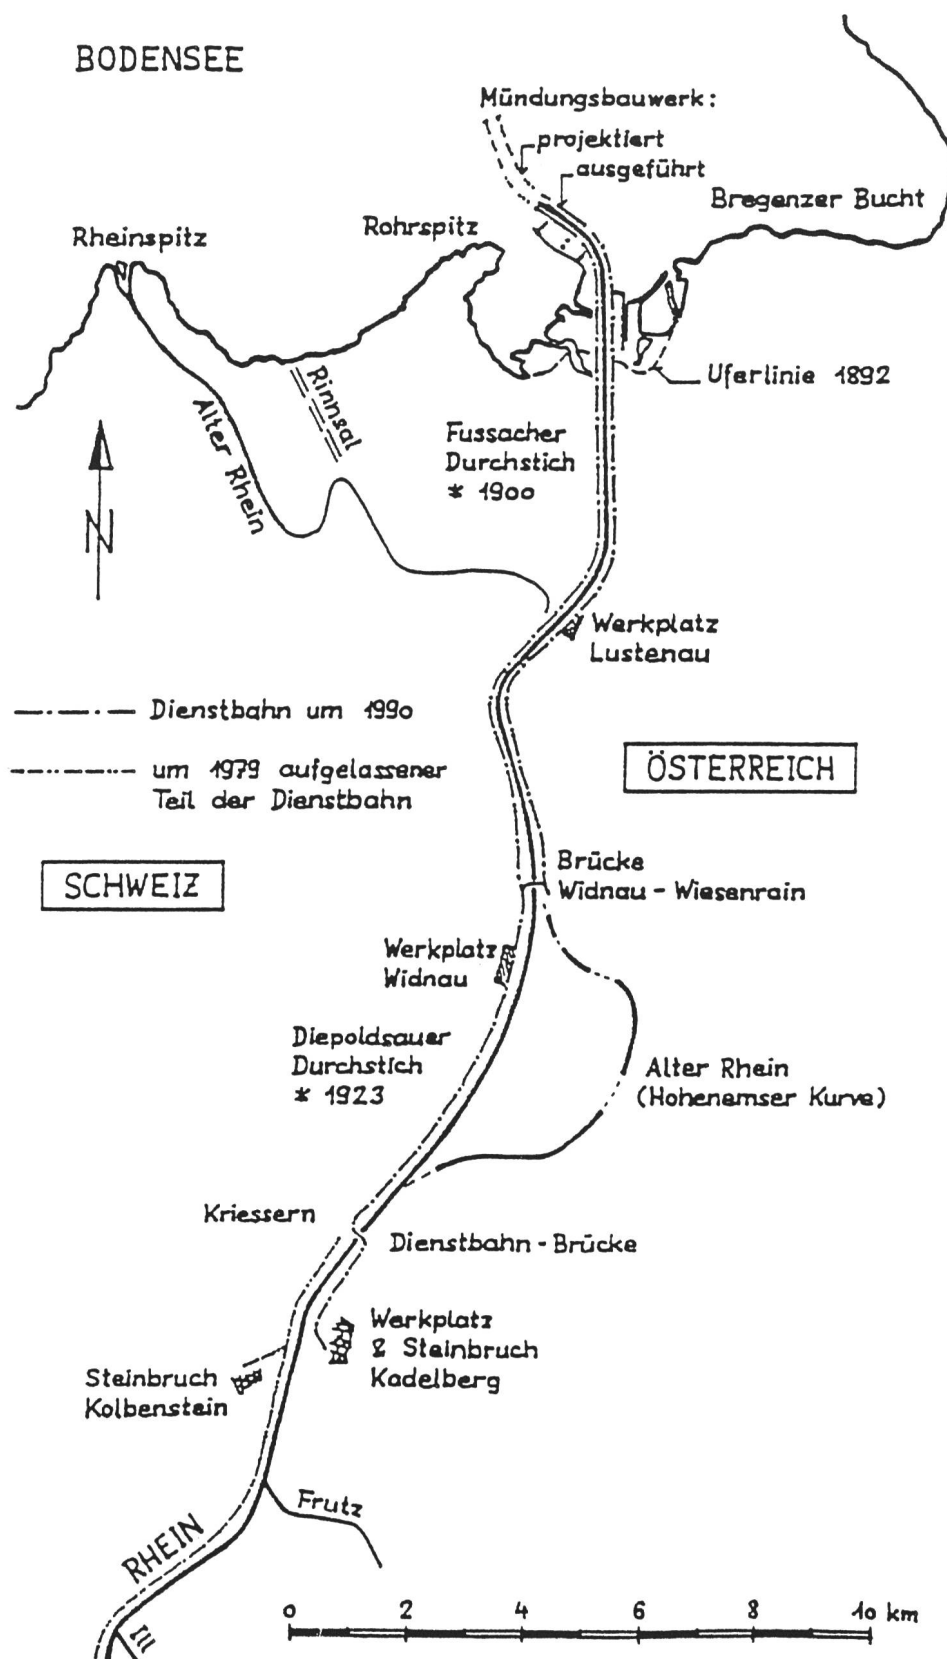 BODENSEE
Mündungsbauwerk:
projektiert
ausgeführt
Bregenzer Bucht
Rohrspitz
Rheinspitz
Uferlinie 1892
Rinnsal
Alter Rhein
Fussacher
Durchstich
* 1900
N
Werkplatz
Lustenau
Dienstbahn um 1990
um 1979 aufgelassener
Teil der Dienstbahn
ÖSTERREICH
SCHWEIZ
Brücke
Widnau - Wiesenrain
Werkplatz
Widnau
Diepoldsauer
Durchstich
* 1923
Alter Rhein
(Hohenemser Kurve)
Kriessern
Dienstbahn - Brücke
Werkplatz
& Steinbruch
Kadelberg
Steinbruch
Kolbenstein
Frutz
RHEIN
Ill
0 2 4 6 8 10 km